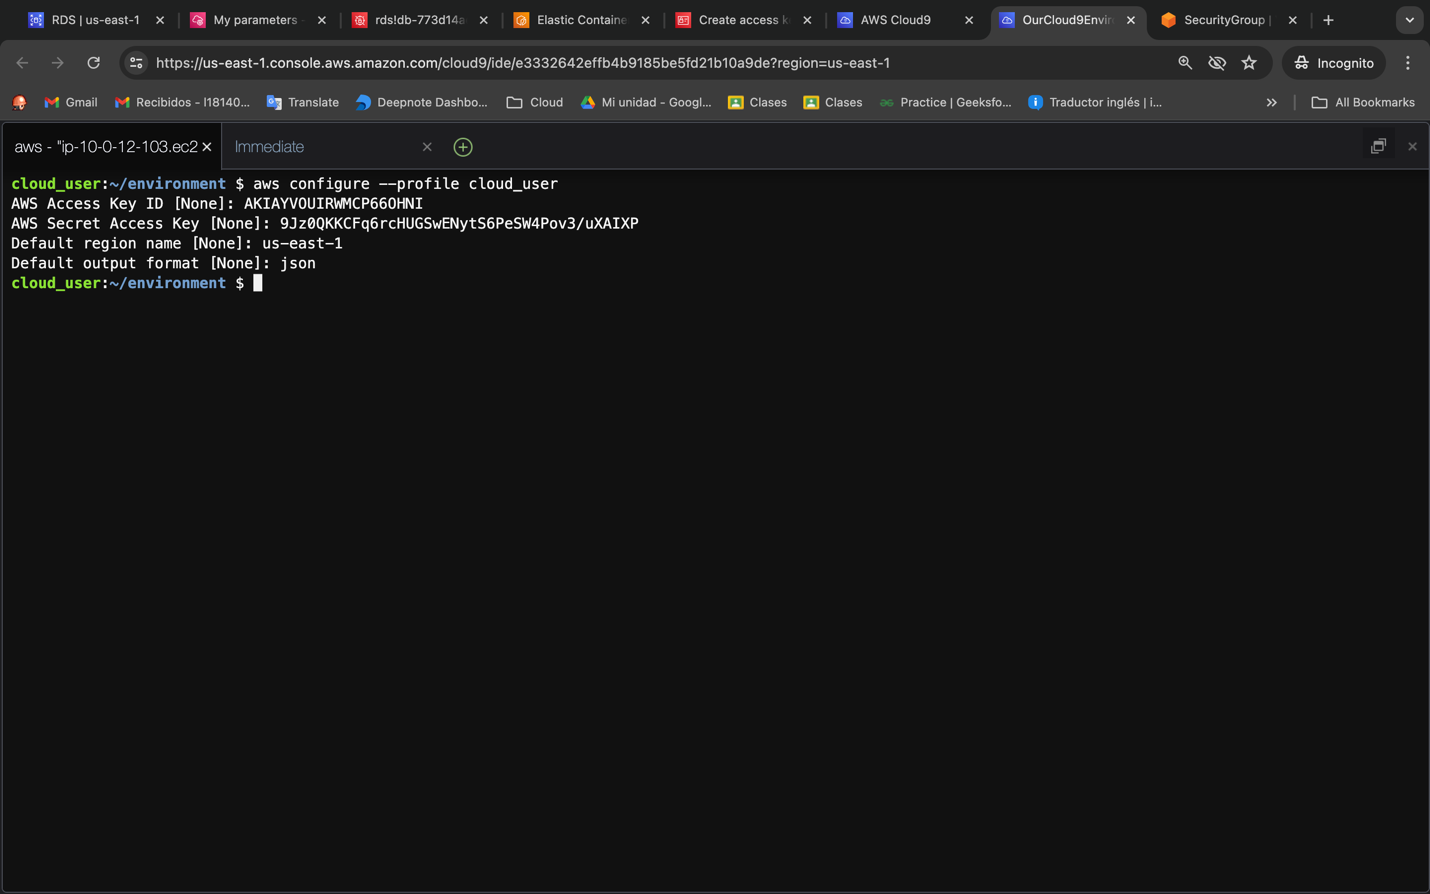 RDS | us-east-1
My parameters
rds!db-773d14a
Elastic Containe
Create access k
AWS Cloud9
OurCloud9Envir
SecurityGroup |
https://us-east-1.console.aws.amazon.com/cloud9/ide/e3332642effb4b9185be5fd21b10a9de?region=us-east-1
Incognito
Gmail
Recibidos - l18140...
Translate
Deepnote Dashbo...
Cloud
Mi unidad - Googl...
Clases
Clases
Practice | Geeksfo...
Traductor inglés | i...
All Bookmarks
aws - "ip-10-0-12-103.ec2
Immediate
cloud_user:~/environment $ aws configure --profile cloud_user
AWS Access Key ID [None]: AKIAYVOUIRWMCP66OHNI
AWS Secret Access Key [None]: 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
Default region name [None]: us-east-1
Default output format [None]: json
cloud_user:~/environment $